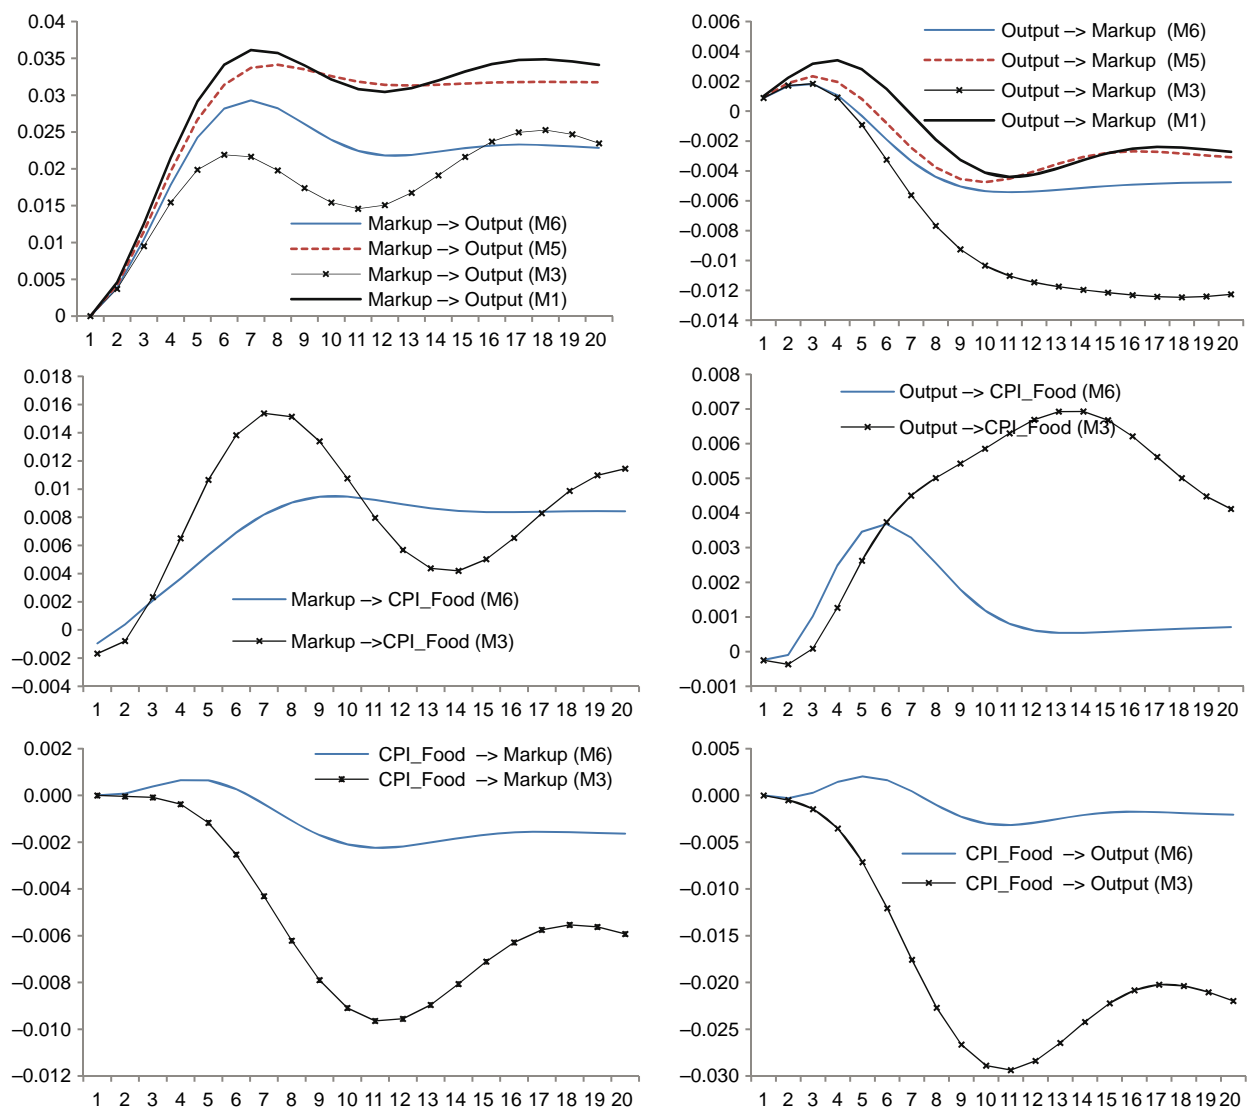 0.04
0.035
0.03
0.025
0.02
0.015
0.01
0.005
0
Markup –> Output (M6)
Markup –> Output (M5)
Markup –> Output (M3)
Markup –> Output (M1)
1 2 3 4 5 6 7 8 9 10 11 12 13 14 15 16 17 18 19 20
0.006
0.004
0.002
0
–0.002
–0.004
–0.006
–0.008
–0.01
–0.012
–0.014
Output –> Markup (M6)
Output –> Markup (M5)
Output –> Markup (M3)
Output –> Markup (M1)
1 2 3 4 5 6 7 8 9 10 11 12 13 14 15 16 17 18 19 20
0.018
0.016
0.014
0.012
0.01
0.008
0.006
0.004
0.002
0
–0.002
–0.004
Markup –> CPI_Food (M6)
Markup –>CPI_Food (M3)
1 2 3 4 5 6 7 8 9 10 11 12 13 14 15 16 17 18 19 20
0.008
0.007
0.006
0.005
0.004
0.003
0.002
0.001
0
–0.001
Output –> CPI_Food (M6)
Output –>CPI_Food (M3)
1 2 3 4 5 6 7 8 9 10 11 12 13 14 15 16 17 18 19 20
0.002
0.000
–0.002
–0.004
–0.006
–0.008
–0.010
–0.012
CPI_Food –> Markup (M6)
CPI_Food –> Markup (M3)
1 2 3 4 5 6 7 8 9 10 11 12 13 14 15 16 17 18 19 20
0.005
0.000
–0.005
–0.010
–0.015
–0.020
–0.025
–0.030
CPI_Food –> Output (M6)
CPI_Food –> Output (M3)
1 2 3 4 5 6 7 8 9 10 11 12 13 14 15 16 17 18 19 20